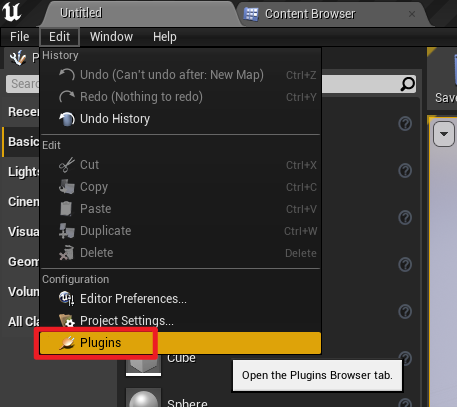 Untitled
Content Browser
File Edit Window Help
History
Undo (Can't undo after: New Map) Ctrl+Z
Redo (Nothing to redo) Ctrl+Y
Undo History
Edit
Cut Ctrl+X
Copy Ctrl+C
Paste Ctrl+V
Duplicate Ctrl+W
Delete Delete
Configuration
Editor Preferences...
Project Settings...
Plugins
Open the Plugins Browser tab.
P
Sear
Recen
Basic
Lights
Cinem
Visua
Geom
Volun
All Cla
Cube
Sphere
Save